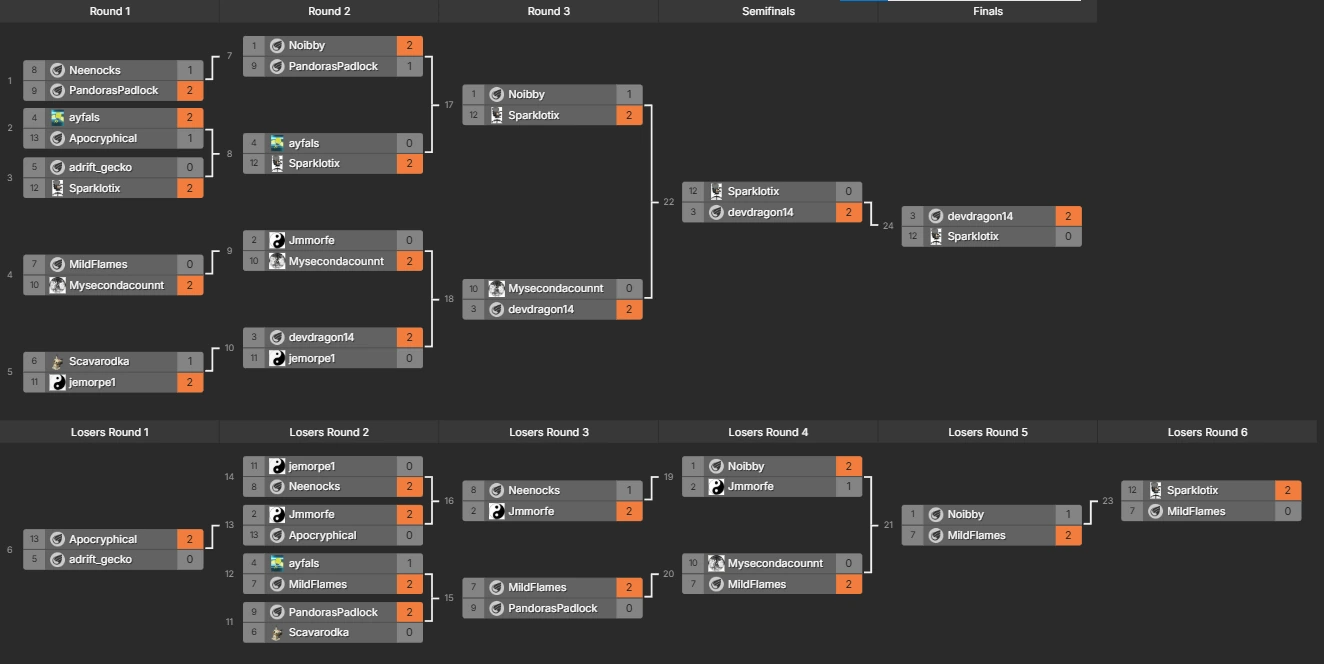 Round 1 Round 2 Round 3 Semifinals Finals
1
8 Neenocks 1
9 PandorasPadlock 2
2
4 ayfals 2
13 Apocryphical 1
3
5 adrift_gecko 0
12 Sparklotix 2
4
7 MildFlames 0
10 Mysecondacounnt 2
5
6 Scavarodka 1
11 jemorpe1 2
7
1 Noibby 2
9 PandorasPadlock 1
8
4 ayfals 0
12 Sparklotix 2
9
2 Jmmorfe 0
10 Mysecondacounnt 2
10
3 devdragon14 2
11 jemorpe1 0
17
1 Noibby 1
12 Sparklotix 2
18
10 Mysecondacounnt 0
3 devdragon14 2
22
12 Sparklotix 0
3 devdragon14 2
24
3 devdragon14 2
12 Sparklotix 0
Losers Round 1 Losers Round 2 Losers Round 3 Losers Round 4 Losers Round 5 Losers Round 6
6
13 Apocryphical 2
5 adrift_gecko 0
14
11 jemorpe1 0
8 Neenocks 2
13
2 Jmmorfe 2
13 Apocryphical 0
12
4 ayfals 1
7 MildFlames 2
11
9 PandorasPadlock 2
6 Scavarodka 0
16
8 Neenocks 1
2 Jmmorfe 2
15
7 MildFlames 2
9 PandorasPadlock 0
19
1 Noibby 2
2 Jmmorfe 1
20
10 Mysecondacounnt 0
7 MildFlames 2
21
1 Noibby 1
7 MildFlames 2
23
12 Sparklotix 2
7 MildFlames 0